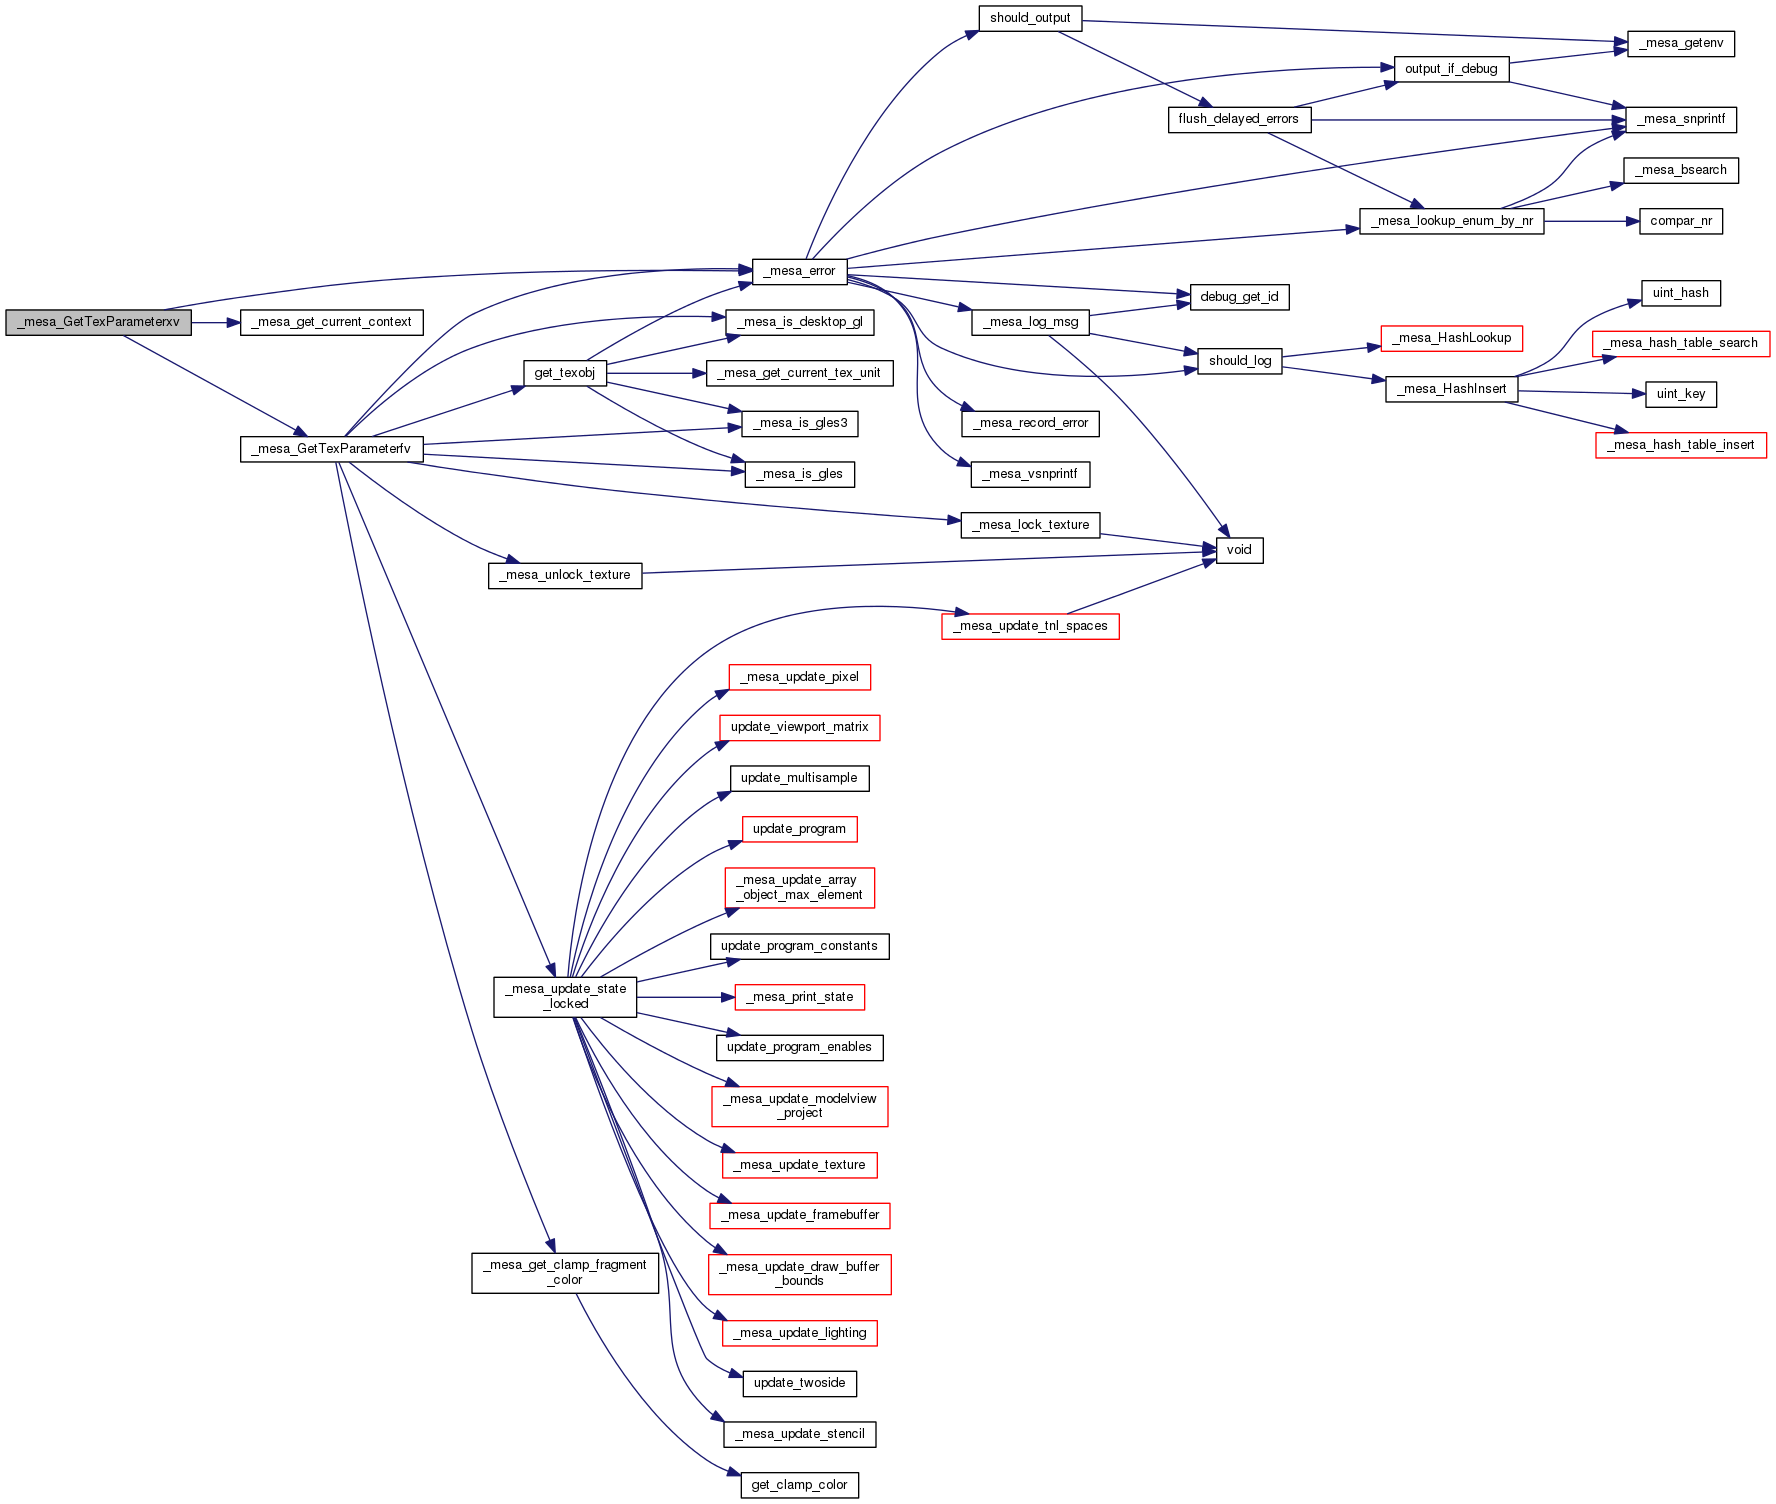 should_output
_mesa_getenv
output_if_debug
flush_delayed_errors
_mesa_snprintf
_mesa_bsearch
_mesa_lookup_enum_by_nr
compar_nr
_mesa_error
debug_get_id
uint_hash
_mesa_GetTexParameterxv
_mesa_get_current_context
_mesa_is_desktop_gl
_mesa_log_msg
_mesa_HashLookup
_mesa_hash_table_search
should_log
get_texobj
_mesa_get_current_tex_unit
_mesa_HashInsert
uint_key
_mesa_is_gles3
_mesa_record_error
_mesa_hash_table_insert
_mesa_GetTexParameterfv
_mesa_is_gles
_mesa_vsnprintf
_mesa_lock_texture
void
_mesa_unlock_texture
_mesa_update_tnl_spaces
_mesa_update_pixel
update_viewport_matrix
update_multisample
update_program
_mesa_update_array
_object_max_element
update_program_constants
_mesa_update_state
_locked
_mesa_print_state
update_program_enables
_mesa_update_modelview
_project
_mesa_update_texture
_mesa_update_framebuffer
_mesa_get_clamp_fragment
_color
_mesa_update_draw_buffer
_bounds
_mesa_update_lighting
update_twoside
_mesa_update_stencil
get_clamp_color